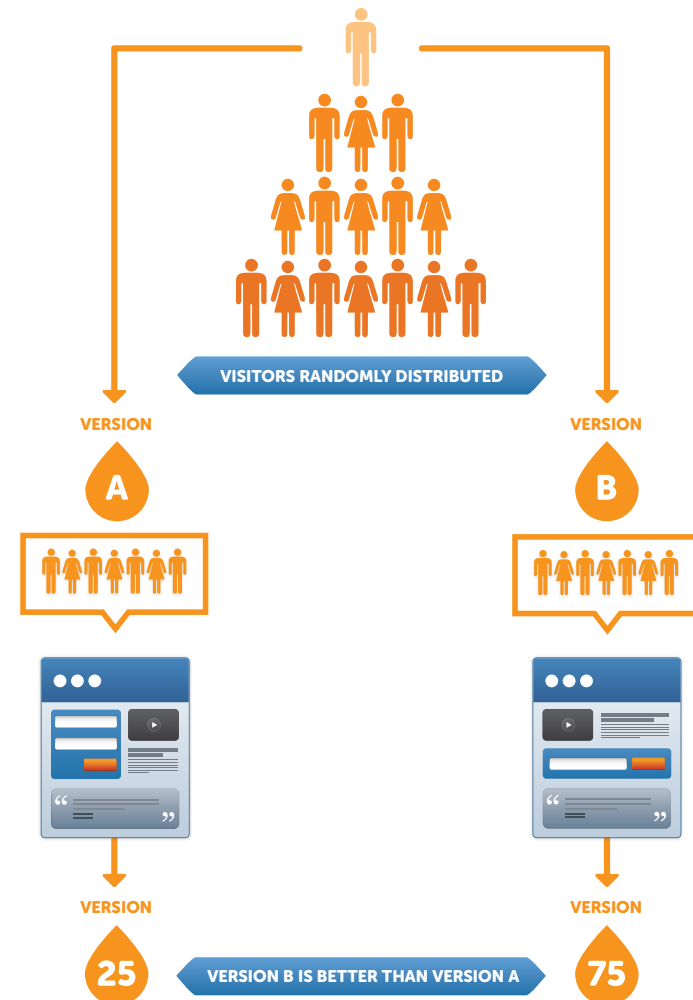 VISITORS RANDOMLY DISTRIBUTED
VERSION
A
VERSION
B
“ ”
“ ”
VERSION
25
VERSION B IS BETTER THAN VERSION A
VERSION
75